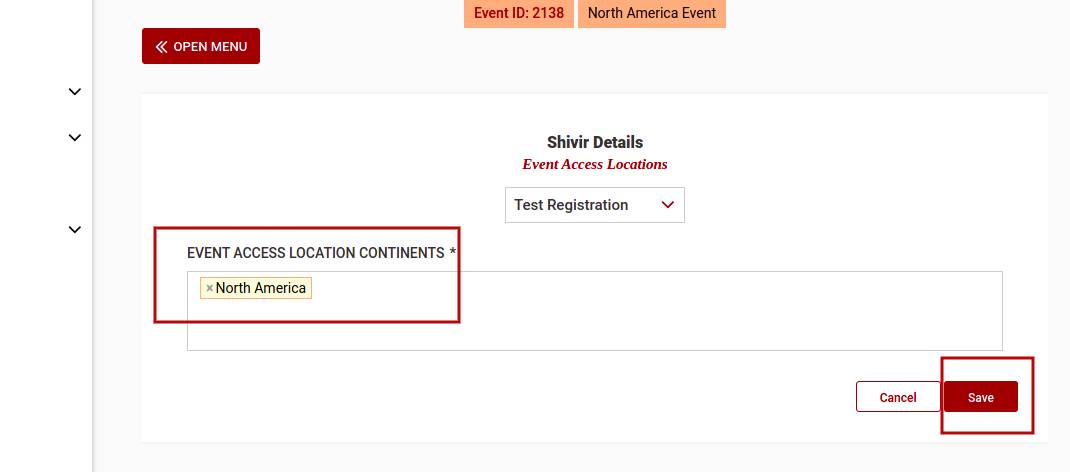 Event ID: 2138 North America Event
OPEN MENU
Shivir Details
Event Access Locations
Test Registration
EVENT ACCESS LOCATION CONTINENTS *
×North America
Cancel Save